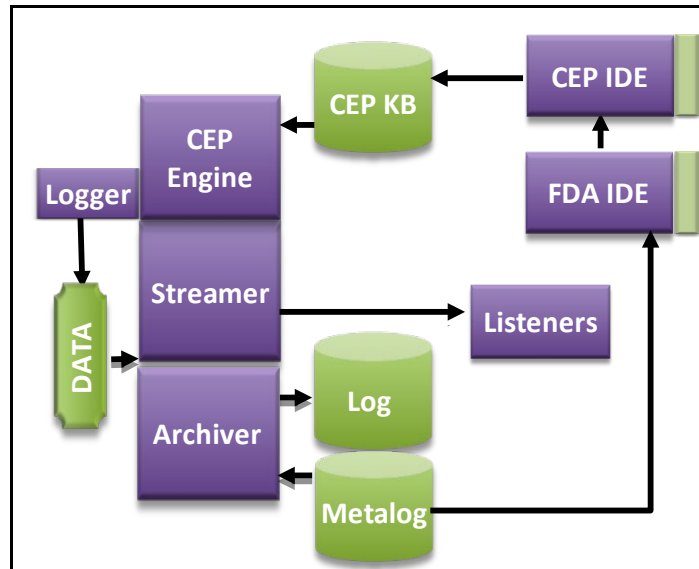 CEP IDE
CEP KB
CEP
Engine
FDA IDE
Logger
Streamer
Listeners
DATA
Log
Archiver
Metalog